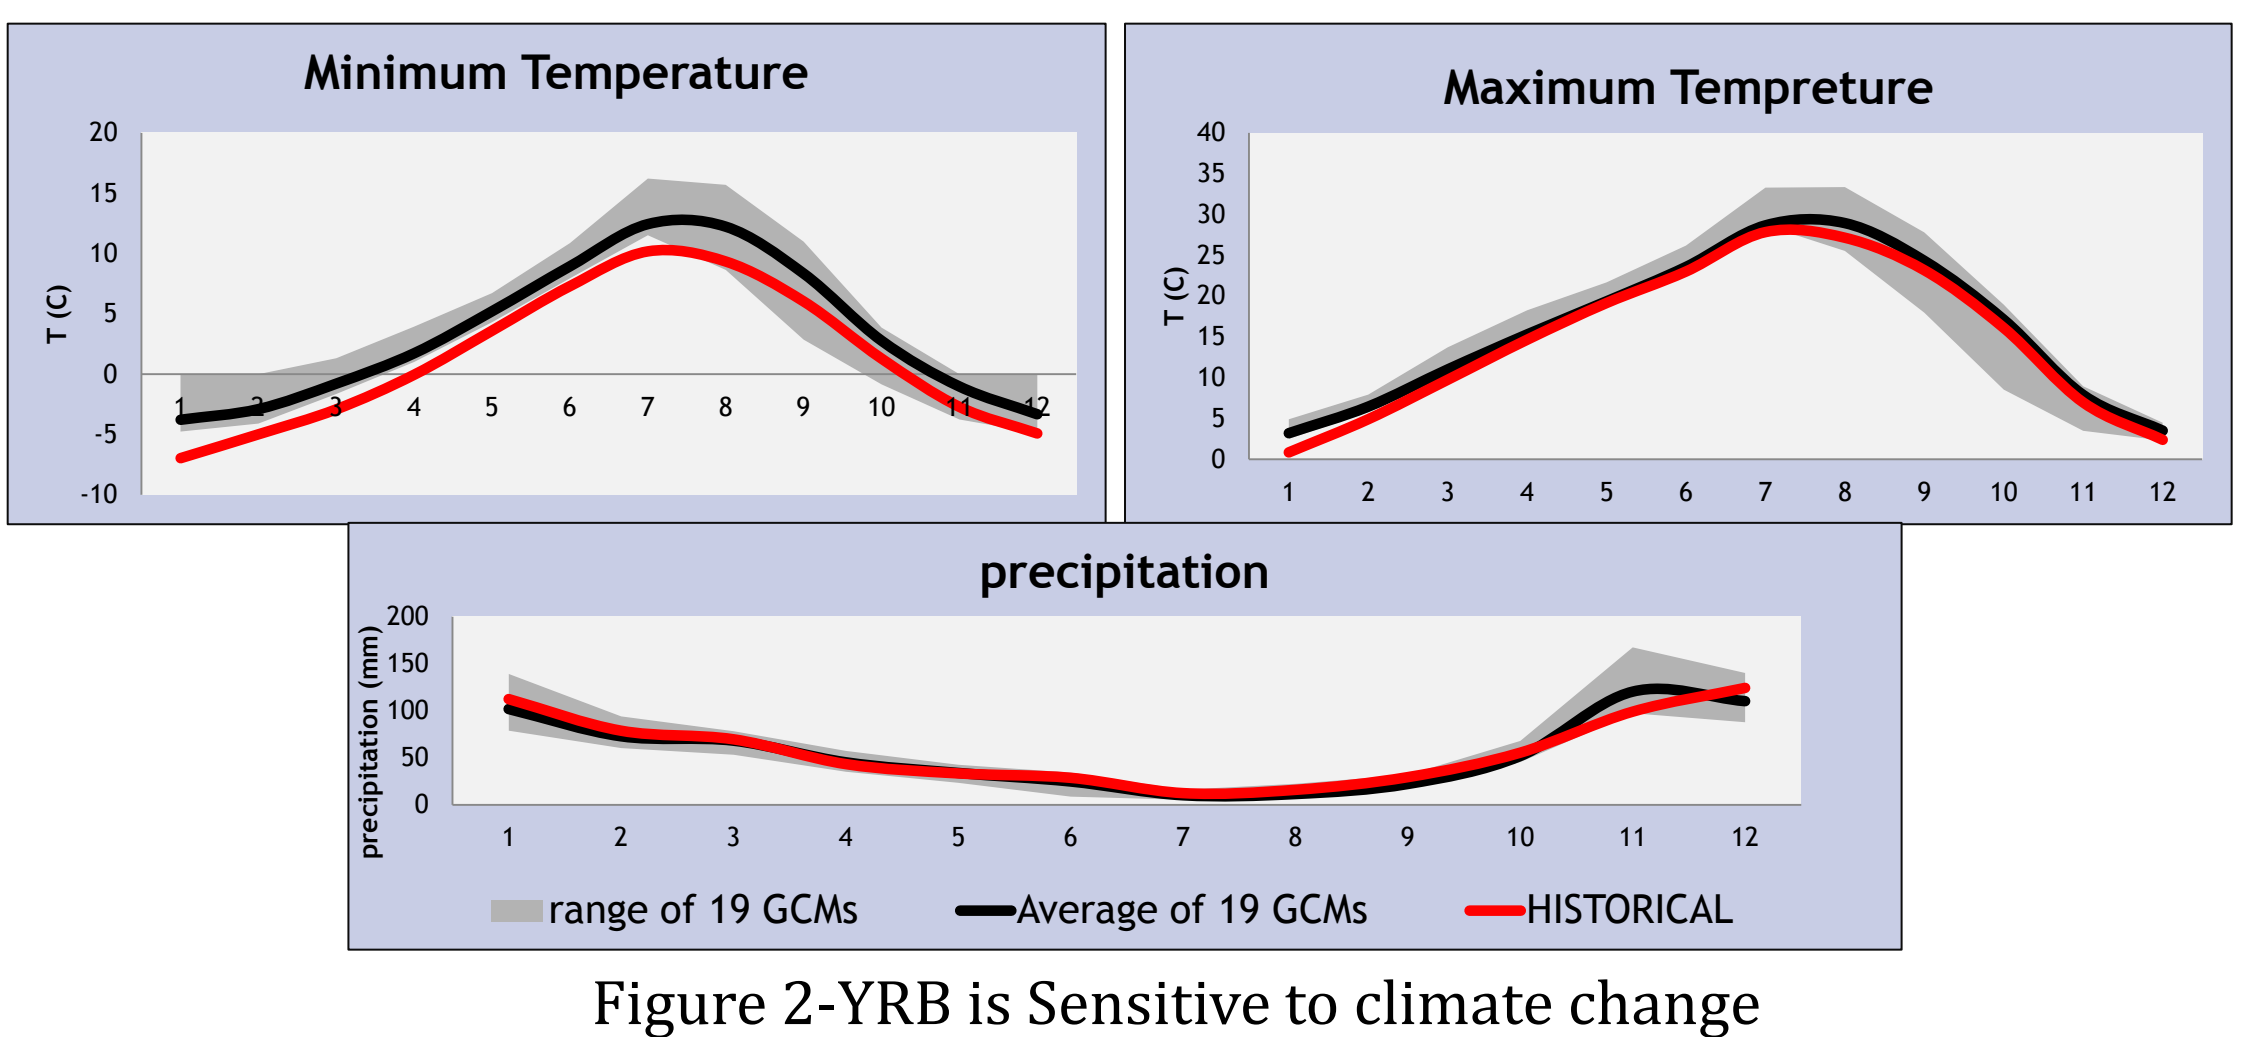 Minimum Temperature
20
15
10
5
0
-5
-10
T (C)
1 2 3 4 5 6 7 8 9 10 11 12
Maximum Tempreture
40
35
30
25
20
15
10
5
0
T (C)
1 2 3 4 5 6 7 8 9 10 11 12
precipitation
200
150
100
50
0
precipitation (mm)
1 2 3 4 5 6 7 8 9 10 11 12
range of 19 GCMs Average of 19 GCMs HISTORICAL
Figure 2-YRB is Sensitive to climate change